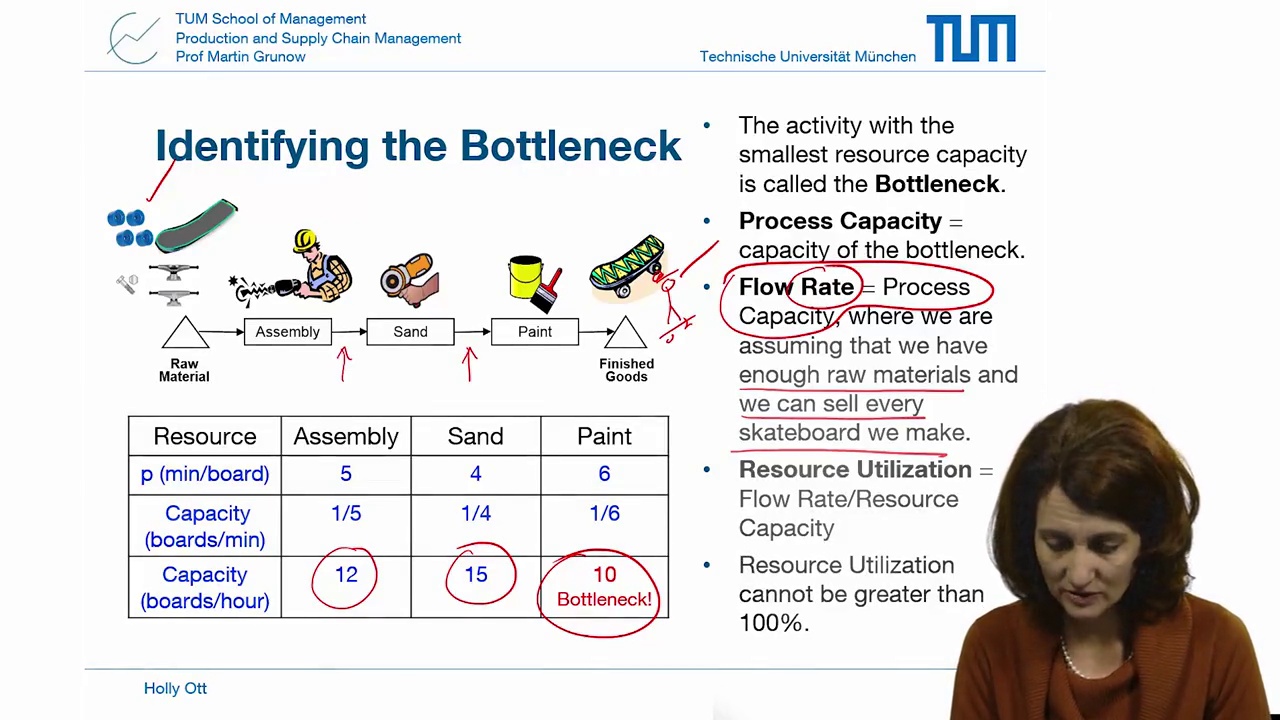 TUM School of Management
Production and Supply Chain Management
Prof Martin Grunow
Technische Universität München
TUM
Identifying the Bottleneck
Assembly
Sand
Paint
Raw
Material
Finished
Goods
Resource Assembly Sand Paint
p (min/board) 5 4 6
Capacity
(boards/min) 1/5 1/4 1/6
Capacity
(boards/hour) 12 15 10
Bottleneck!
• The activity with the
smallest resource capacity
is called the Bottleneck.
• Process Capacity =
capacity of the bottleneck.
• Flow Rate = Process
Capacity, where we are
assuming that we have
enough raw materials and
we can sell every
skateboard we make.
• Resource Utilization =
Flow Rate/Resource
Capacity
• Resource Utilization
cannot be greater than
100%.
Holly Ott